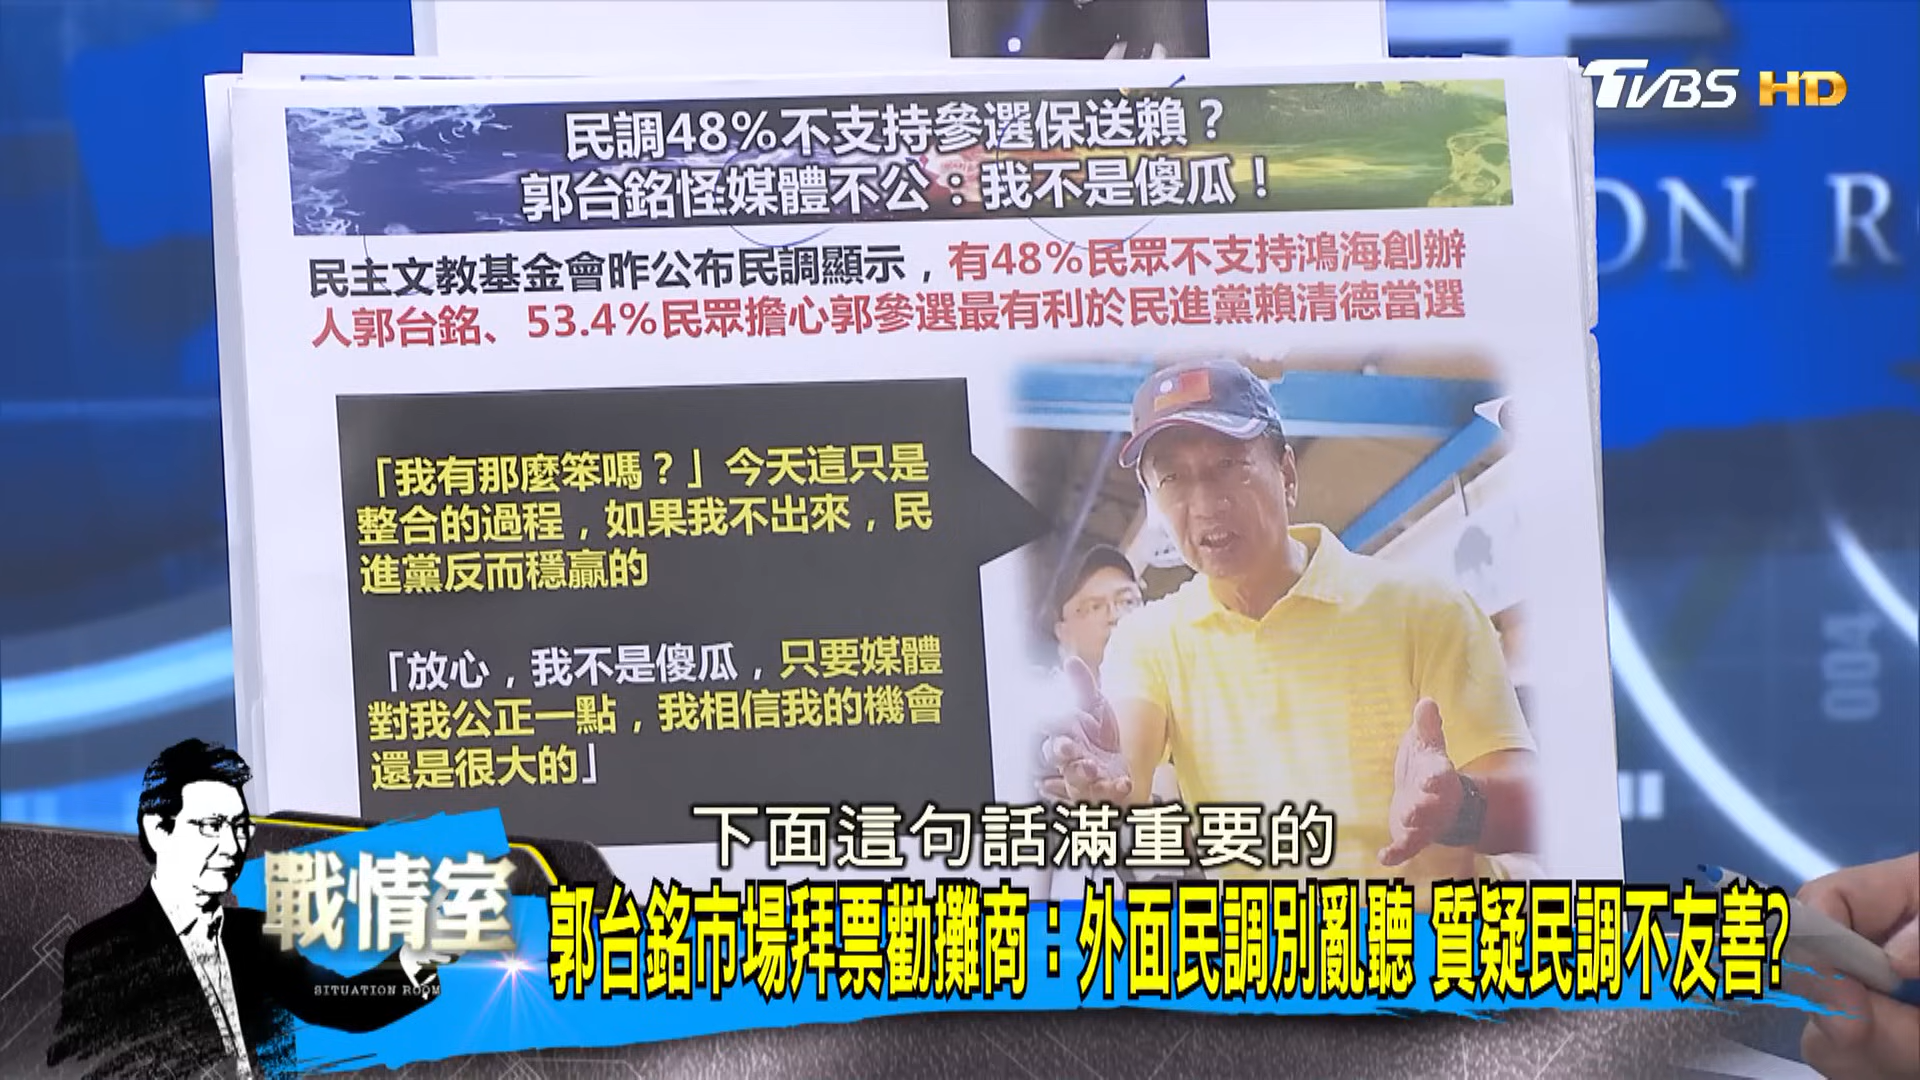 TVBS HD
民調48%不支持參選保送賴？
郭台銘怪媒體不公：我不是傻瓜！
民主文教基金會昨公布民調顯示，有48%民眾不支持鴻海創辦
人郭台銘、53.4%民眾擔心郭參選最有利於民進黨賴清德當選
「我有那麼笨嗎？」今天這只是
整合的過程，如果我不出來，民
進黨反而穩贏的
「放心，我不是傻瓜，只要媒體
對我公正一點，我相信我的機會
還是很大的」
ON R
004
下面這句話滿重要的
戰情室
SITUATION ROOM
郭台銘市場拜票勸攤商：外面民調別亂聽 質疑民調不友善?